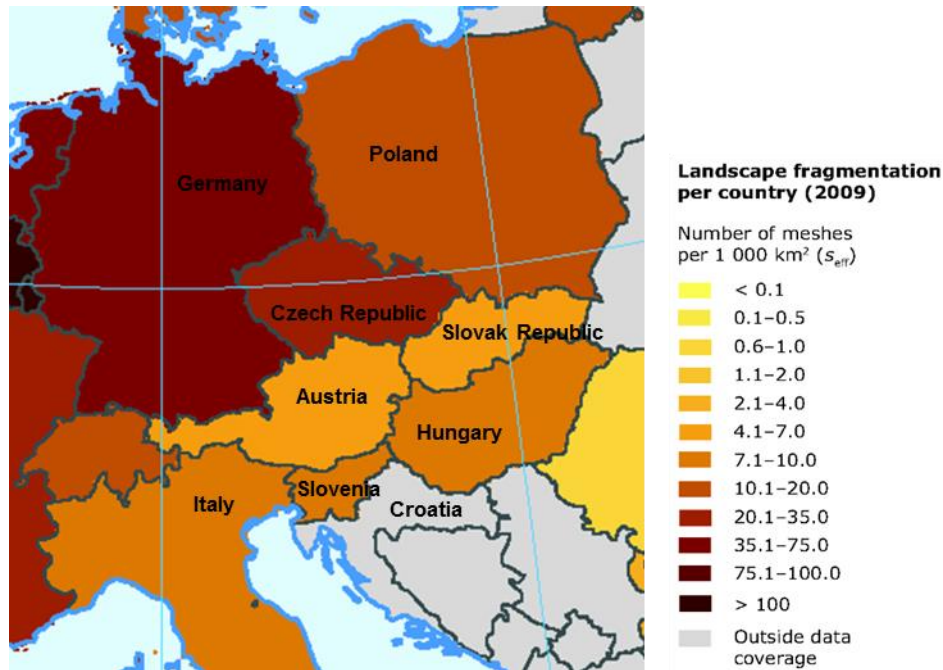 Poland
Germany
Czech Republic
Slovak Republic
Austria
Hungary
Slovenia
Italy
Croatia
Landscape fragmentation
per country (2009)
Number of meshes
per 1 000 km² (s_eff)
< 0.1
0.1–0.5
0.6–1.0
1.1–2.0
2.1–4.0
4.1–7.0
7.1–10.0
10.1–20.0
20.1–35.0
35.1–75.0
75.1–100.0
> 100
Outside data
coverage